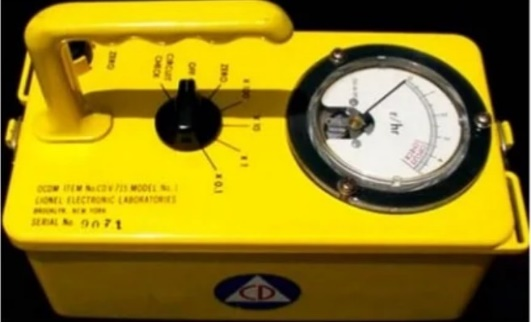 ZERO
CIRCUIT
CHECK
OFF
ZERO
X 100
X 10
X 1
X 0.1
r/hr
OCDM ITEM No. CD V-715 MODEL No. 1
LIONEL ELECTRONIC LABORATORIES
BROOKLYN, NEW YORK
SERIAL No. 9071
CD